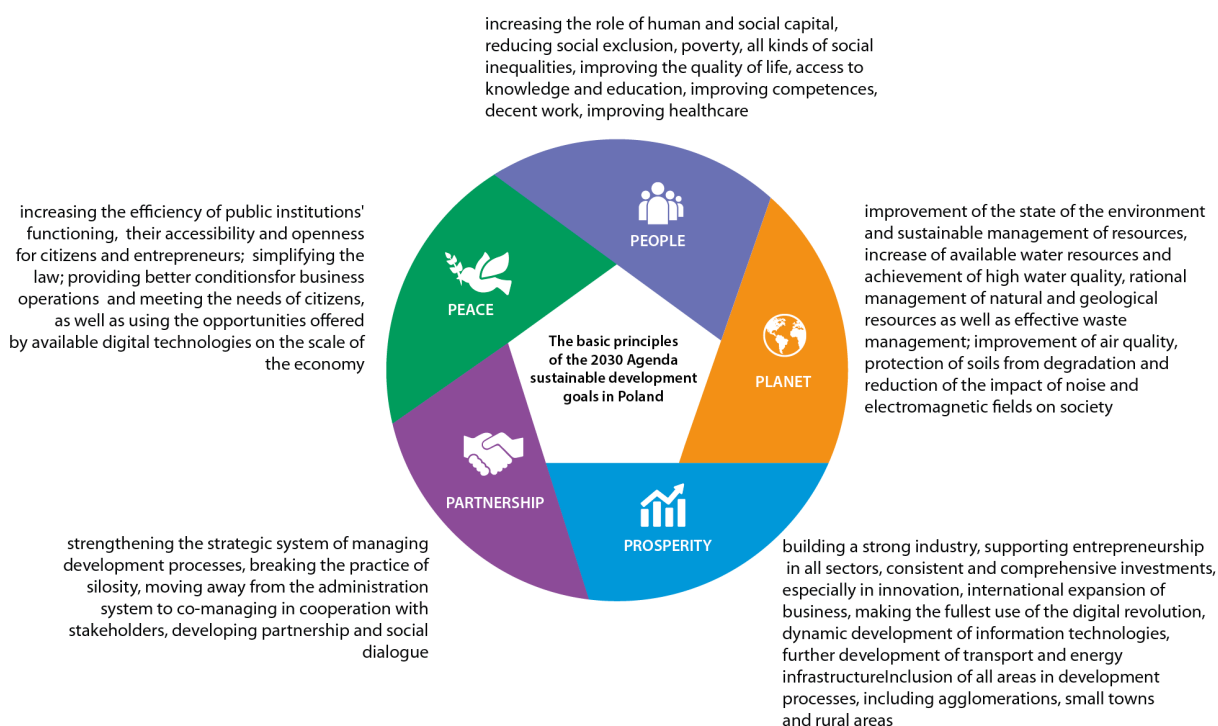 increasing the role of human and social capital,
reducing social exclusion, poverty, all kinds of social
inequalities, improving the quality of life, access to
knowledge and education, improving competences,
decent work, improving healthcare
PEOPLE
increasing the efficiency of public institutions'
functioning, their accessibility and openness
for citizens and entrepreneurs; simplifying the
law; providing better conditionsfor business
operations and meeting the needs of citizens,
as well as using the opportunities offered
by available digital technologies on the scale of
the economy
PEACE
improvement of the state of the environment
and sustainable management of resources,
increase of available water resources and
achievement of high water quality, rational
management of natural and geological
resources as well as effective waste
management; improvement of air quality,
protection of soils from degradation and
reduction of the impact of noise and
electromagnetic fields on society
PLANET
The basic principles
of the 2030 Agenda
sustainable development
goals in Poland
PARTNERSHIP
strengthening the strategic system of managing
development processes, breaking the practice of
silosity, moving away from the administration
system to co-managing in cooperation with
stakeholders, developing partnership and social
dialogue
PROSPERITY
building a strong industry, supporting entrepreneurship
in all sectors, consistent and comprehensive investments,
especially in innovation, international expansion of
business, making the fullest use of the digital revolution,
dynamic development of information technologies,
further development of transport and energy
infrastructureInclusion of all areas in development
processes, including agglomerations, small towns
and rural areas